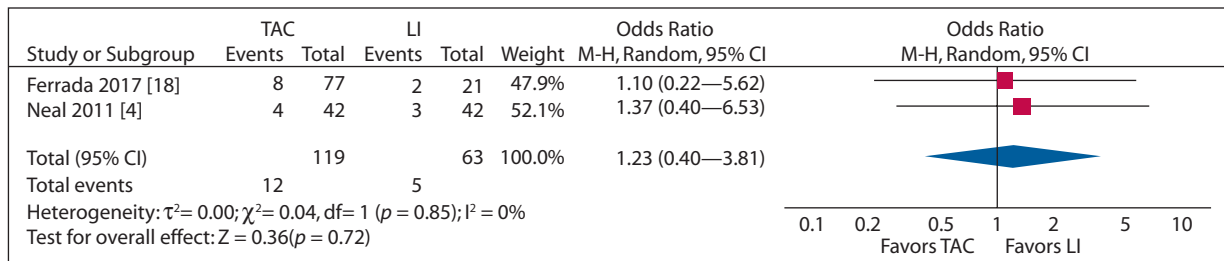 TAC LI Odds Ratio Odds Ratio
Study or Subgroup Events Total Events Total Weight M-H, Random, 95% CI M-H, Random, 95% CI
Ferrada 2017 [18] 8 77 2 21 47.9% 1.10 (0.22—5.62)
Neal 2011 [4] 4 42 3 42 52.1% 1.37 (0.40—6.53)
Total (95% CI) 119 63 100.0% 1.23 (0.40—3.81)
Total events 12 5
Heterogeneity: τ²= 0.00; χ²= 0.04, df= 1 (p = 0.85); I² = 0%
Test for overall effect: Z = 0.36(p = 0.72)
0.1 0.2 0.5 1 2 5 10
Favors TAC Favors LI